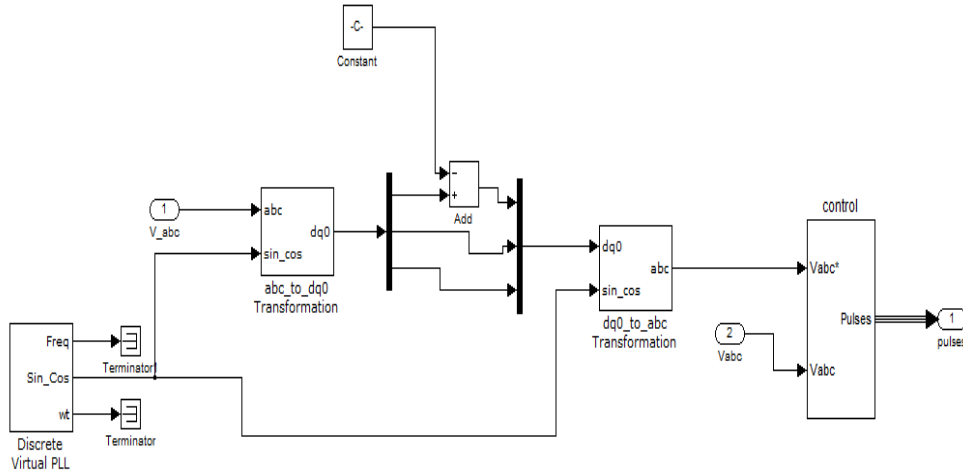 -C-
Constant
−
+
Add
1
V_abc
abc
dq0
sin_cos
abc_to_dq0
Transformation
dq0
abc
sin_cos
dq0_to_abc
Transformation
control
Vabc*
Pulses
Vabc
1
pulses
2
Vabc
Freq
Sin_Cos
wt
Discrete
Virtual PLL
Terminator1
Terminator